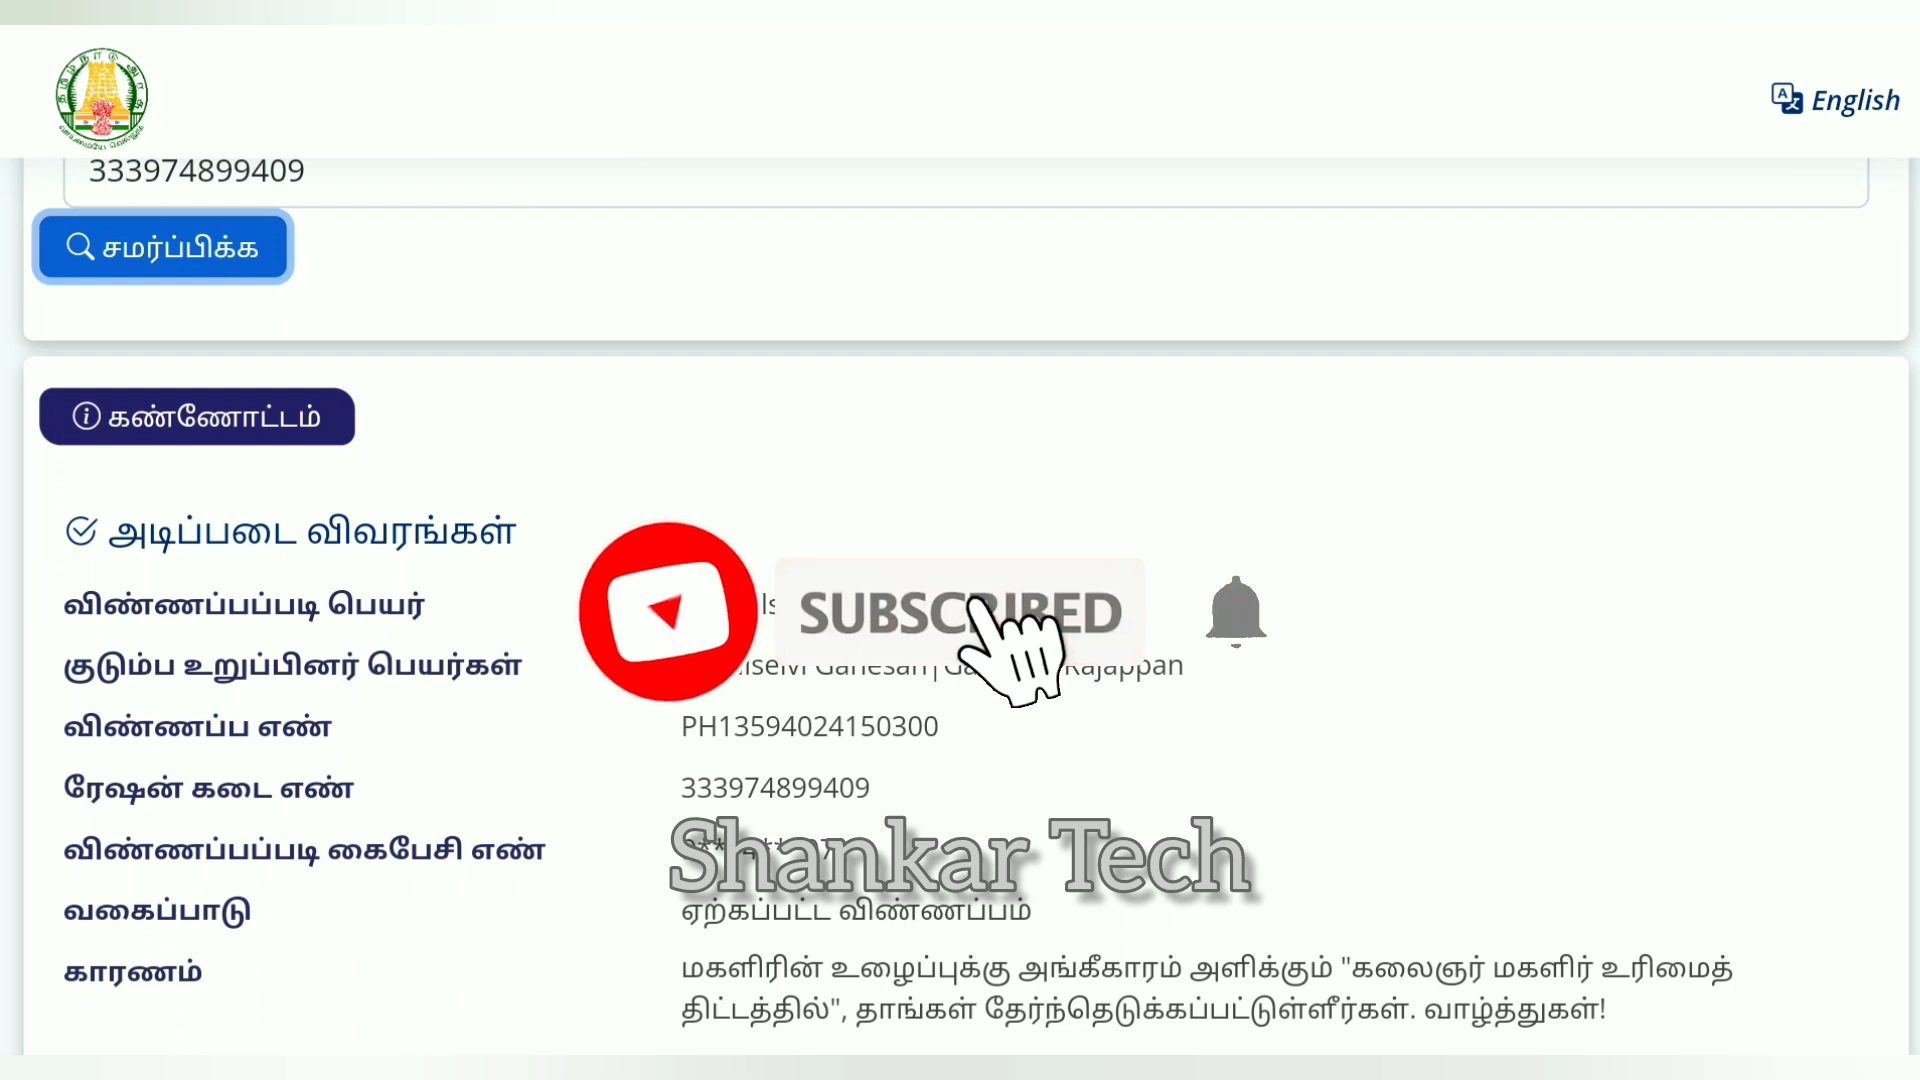 English
333974899409
சமர்ப்பிக்க
கண்ணோட்டம்
அடிப்படை விவரங்கள்
விண்ணப்பப்படி பெயர்
SUBSCRIBED
குடும்ப உறுப்பினர் பெயர்கள் Ganesan Rajappan
விண்ணப்ப எண் PH13594024150300
ரேஷன் கடை எண் 333974899409
விண்ணப்பப்படி கைபேசி எண்
Shankar Tech
வகைப்பாடு ஏற்கப்பட்ட விண்ணப்பம்
காரணம் மகளிரின் உழைப்புக்கு அங்கீகாரம் அளிக்கும் "கலைஞர் மகளிர் உரிமைத்
திட்டத்தில்", தாங்கள் தேர்ந்தெடுக்கப்பட்டுள்ளீர்கள். வாழ்த்துகள்!